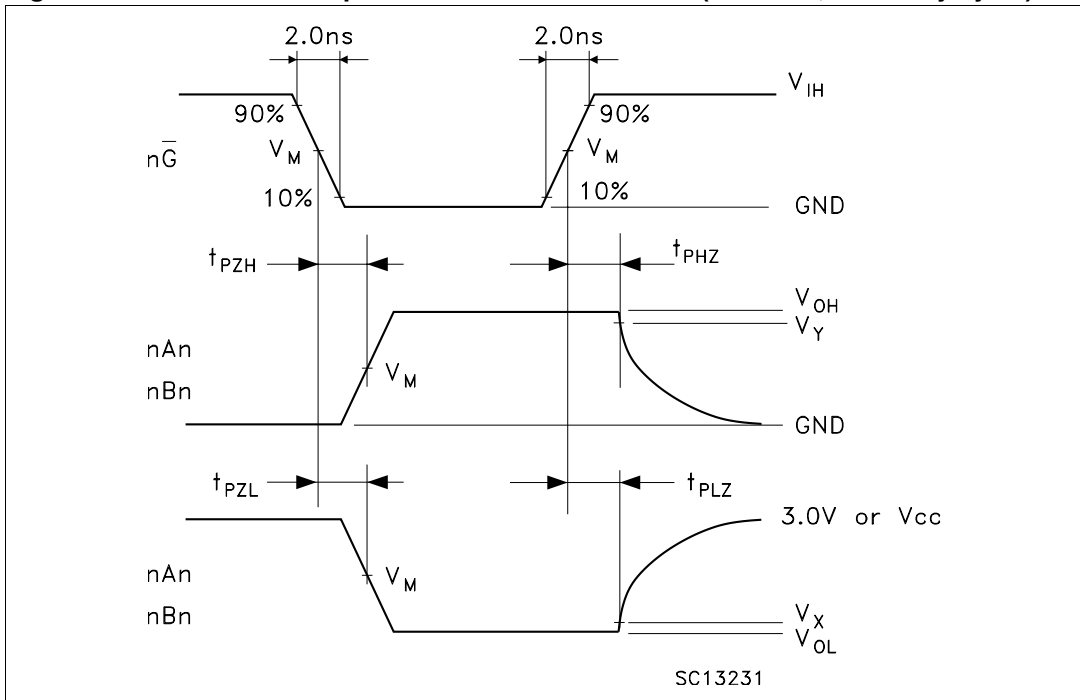 2.0ns 2.0ns
V_IH
90% 90%
nG̅ V_M V_M
10% 10%
GND
t_PZH t_PHZ
V_OH
V_Y
nAn
V_M
nBn
GND
t_PZL t_PLZ
3.0V or Vcc
nAn V_M
nBn
V_X
V_OL
SC13231